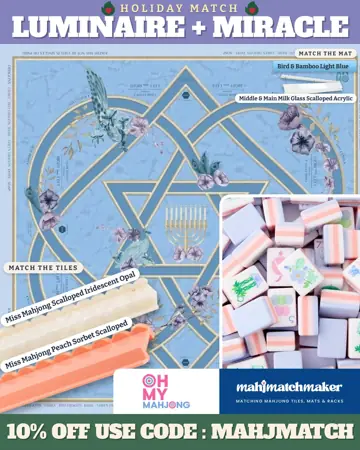 HOLIDAY MATCH
LUMINAIRE + MIRACLE
MATCH THE MAT
Bird & Bamboo Light Blue
Middle & Main Milk Glass Scalloped Acrylic
MATCH THE TILES
Miss Mahjong Scalloped Iridescent Opal
Miss Mahjong Peach Sorbet Scalloped
OH
MY
MAHJONG
mahjmatchmaker
MATCHING MAHJONG TILES, MATS & RACKS
10% OFF USE CODE : MAHJMATCH